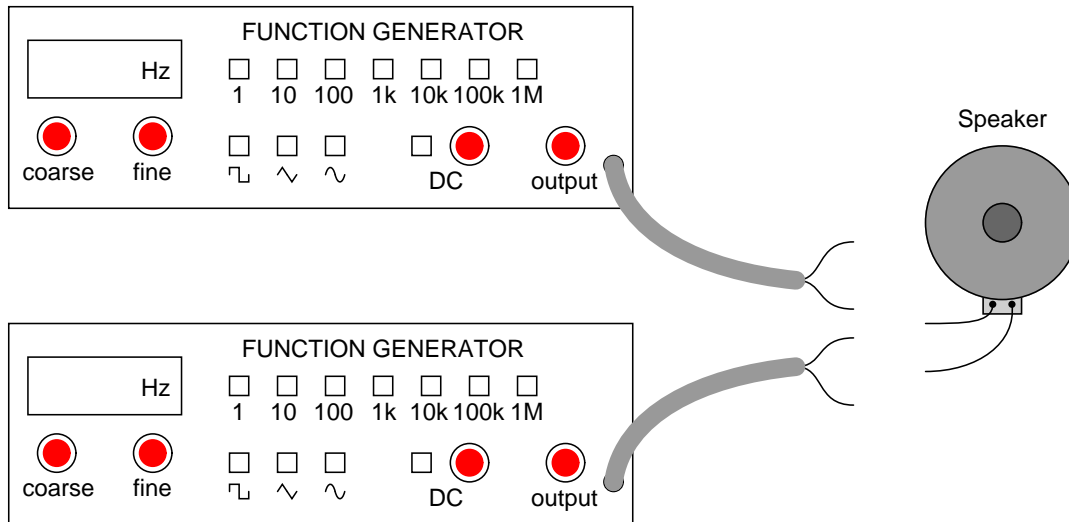 FUNCTION GENERATOR
Hz
1 10 100 1k 10k 100k 1M
coarse fine DC output
Speaker
FUNCTION GENERATOR
Hz
1 10 100 1k 10k 100k 1M
coarse fine DC output